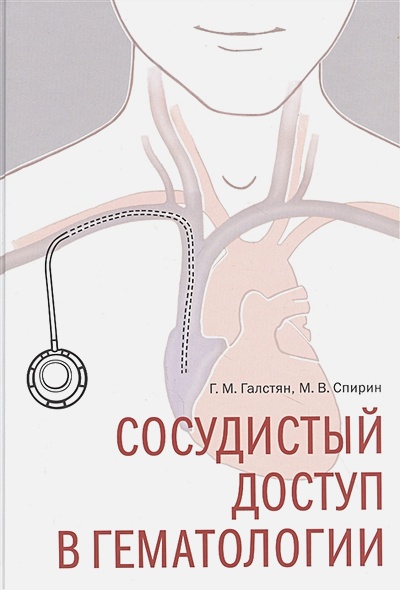 Г. М. Галстян, М. В. Спирин
СОСУДИСТЫЙ
ДОСТУП
В ГЕМАТОЛОГИИ